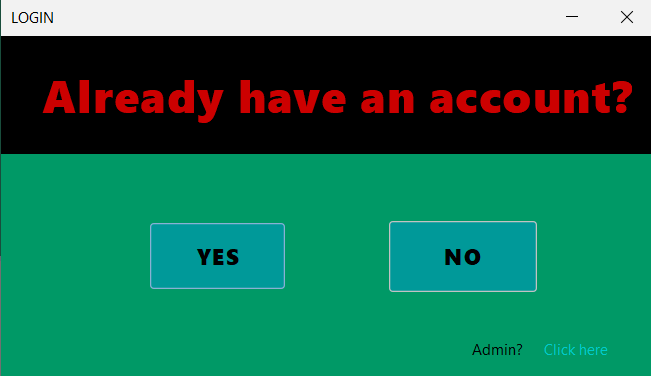 LOGIN
Already have an account?
YES NO
Admin? Click here